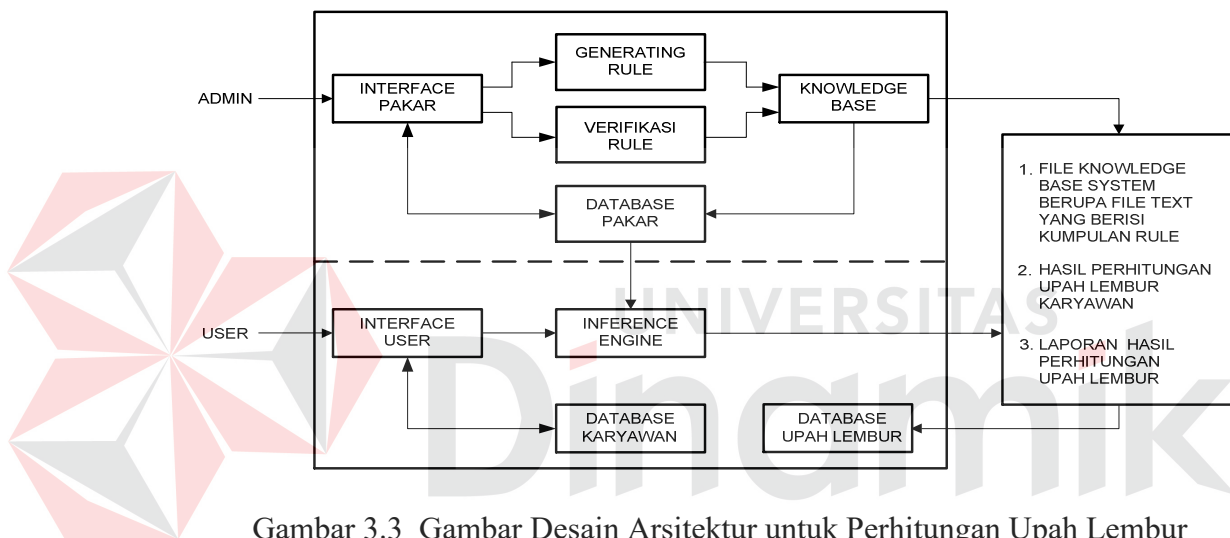 GENERATING
RULE
ADMIN
INTERFACE
PAKAR
KNOWLEDGE
BASE
VERIFIKASI
RULE
DATABASE
PAKAR
1. FILE KNOWLEDGE
BASE SYSTEM
BERUPA FILE TEXT
YANG BERISI
KUMPULAN RULE
2. HASIL PERHITUNGAN
UPAH LEMBUR
KARYAWAN
3. LAPORAN HASIL
PERHITUNGAN
UPAH LEMBUR
USER
INTERFACE
USER
INFERENCE
ENGINE
DATABASE
KARYAWAN
DATABASE
UPAH LEMBUR
UNIVERSITAS
Dinamika
Gambar 3.3 Gambar Desain Arsitektur untuk Perhitungan Upah Lembur